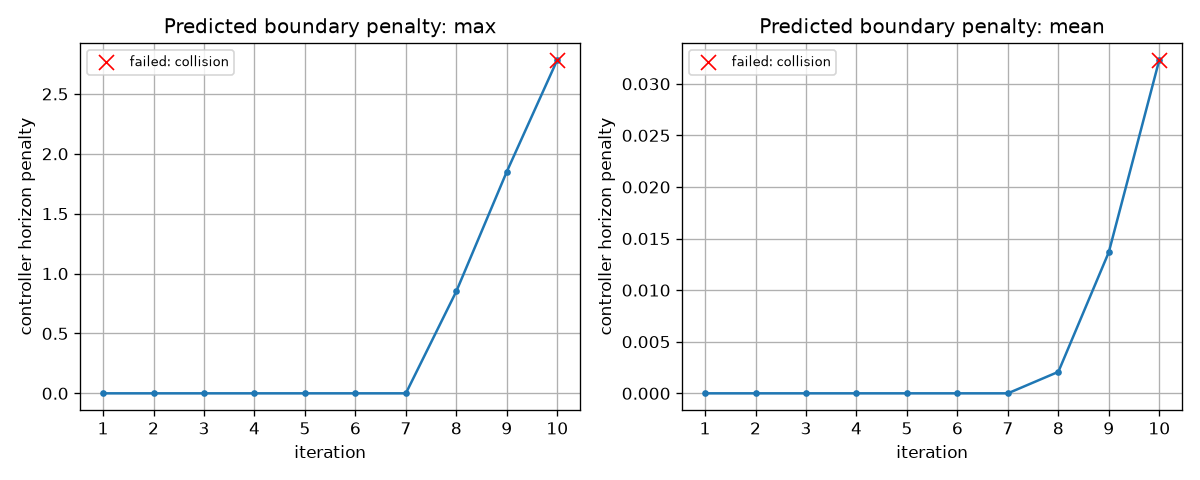 Predicted boundary penalty: max
failed: collision
controller horizon penalty
2.5
2.0
1.5
1.0
0.5
0.0
1 2 3 4 5 6 7 8 9 10
iteration
Predicted boundary penalty: mean
failed: collision
controller horizon penalty
0.030
0.025
0.020
0.015
0.010
0.005
0.000
1 2 3 4 5 6 7 8 9 10
iteration